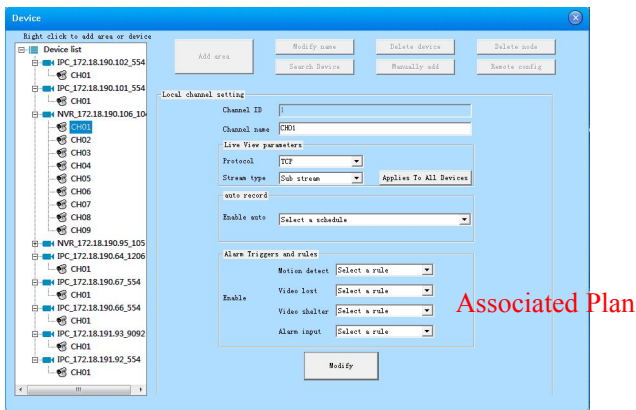 Device
Right click to add area or device
Device list
IPC_172.18.190.102_554
CH01
IPC_172.18.190.101_554
CH01
NVR_172.18.190.106_10
CH01
CH02
CH03
CH04
CH05
CH06
CH07
CH08
CH09
NVR_172.18.190.95_105
IPC_172.18.190.64_1206
CH01
IPC_172.18.190.67_554
CH01
IPC_172.18.190.66_554
CH01
IPC_172.18.191.93_9092
CH01
IPC_172.18.191.92_554
CH01
Add area
Modify name
Delete device
Delete node
Search Device
Manually add
Remote config
Local channel setting
Channel ID 1
Channel name CH01
Live View parameters
Protocol TCP
Stream type Sub stream Applies To All Devices
auto record
Enable auto Select a schedule
Alarm Triggers and rules
Enable
Motion detect Select a rule
Video lost Select a rule
Video shelter Select a rule
Alarm input Select a rule
Associated Plan
Modify